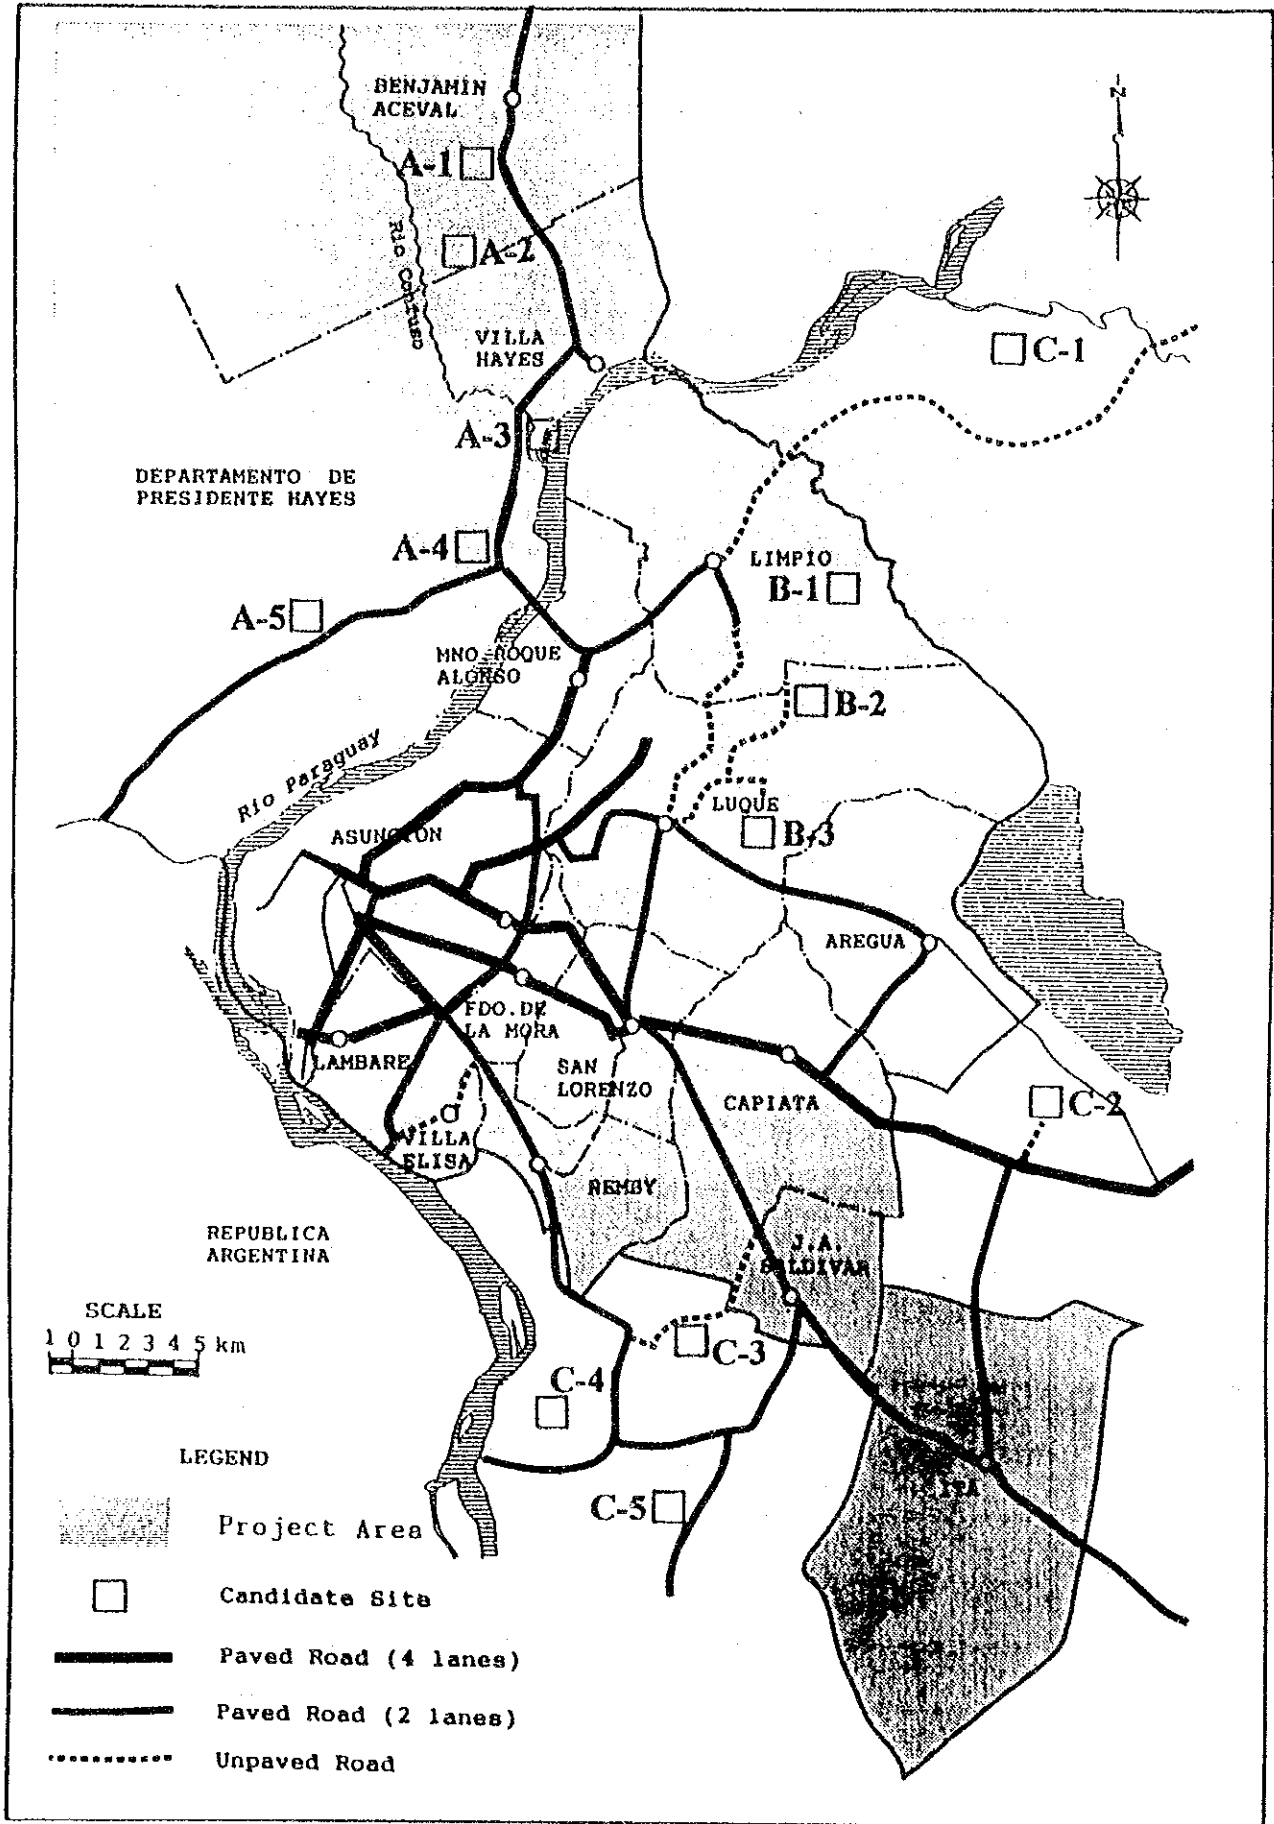 BENJAMIN
ACEVAL
A-1
N
A-2
Rio Confuso
C-1
VILLA
HAYES
A-3
DEPARTAMENTO DE
PRESIDENTE HAYES
A-4
LIMPIO
B-1
A-5
MNO.ROQUE
ALONSO
B-2
Rio Paraguay
LUQUE
ASUNCION
B-3
AREGUA
FDO.DE
LA MORA
LAMBARE
SAN
LORENZO
CAPIATA
C-2
VILLA
ELISA
ÑEMBY
REPUBLICA
ARGENTINA
J.A.
SALDIVAR
SCALE
1 0 1 2 3 4 5 km
C-3
C-4
LEGEND
ITA
C-5
Project Area
Candidate Site
Paved Road (4 lanes)
Paved Road (2 lanes)
Unpaved Road